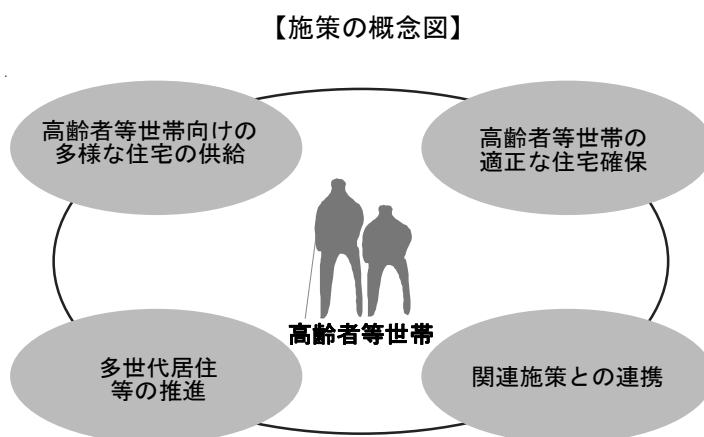 【施策の概念図】
高齢者等世帯向けの
多様な住宅の供給
高齢者等世帯の
適正な住宅確保
高齢者等世帯
多世代居住
等の推進
関連施策との連携